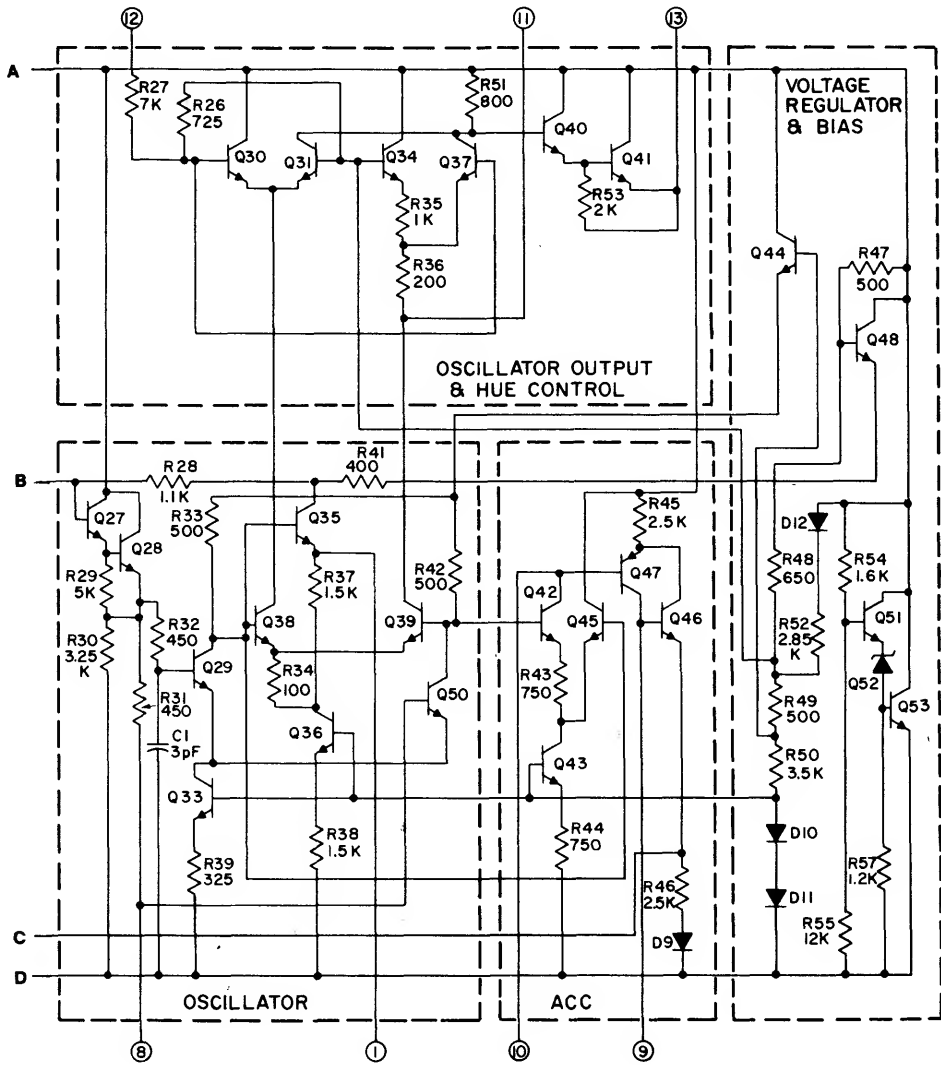 12
11
13
A
R27
7K
R26
725
R51
800
VOLTAGE
REGULATOR
& BIAS
Q30
Q31
Q34
Q37
Q40
Q41
R35
1K
R53
2K
R36
200
Q44
R47
500
Q48
OSCILLATOR OUTPUT
& HUE CONTROL
B
R28
1.1K
R41
400
Q27
Q28
R33
500
Q35
R45
2.5K
D12
R29
5K
R37
1.5K
R42
500
Q42
Q47
R48
650
R54
1.6K
R30
3.25
K
R32
450
Q29
Q38
Q39
Q45
Q46
Q51
R52
2.85
K
R31
450
R34
100
Q50
R43
750
Q52
R49
500
Q53
C1
3pF
Q36
Q43
R50
3.5K
Q33
R39
325
R38
1.5K
R44
750
D10
R46
2.5K
D11
R57
1.2K
C
D9
R55
12K
D
OSCILLATOR
ACC
8
1
10
9